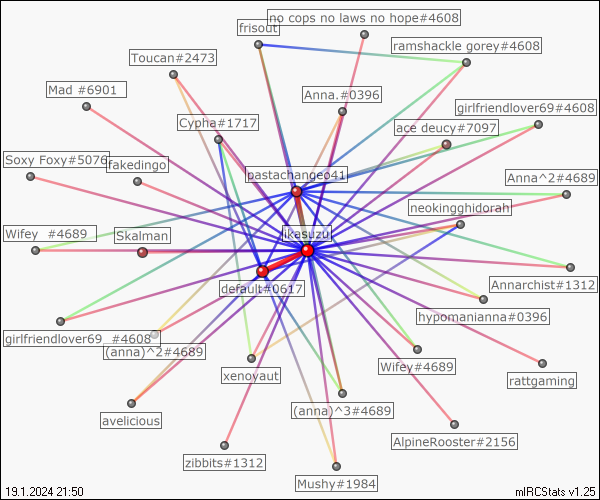 no cops no laws no hope#4608
frisout
ramshackle gorey#4608
Toucan#2473
Mad #6901
Anna.#0396
girlfriendlover69#4608
Cypha#1717
ace deucy#7097
Soxy Foxy#5076
fakedingo
pastachangeo41
Anna^2#4689
neokingghidorah
Wifey #4689
Skalman
ikasuzu
default#0617
Annarchist#1312
hypomanianna#0396
girlfriendlover69_ #4608
(anna)^2#4689
Wifey#4689
xenoyaut
rattgaming
avelicious
(anna)^3#4689
AlpineRooster#2156
zibbits#1312
Mushy#1984
19.1.2024 21:50
mIRCStats v1.25